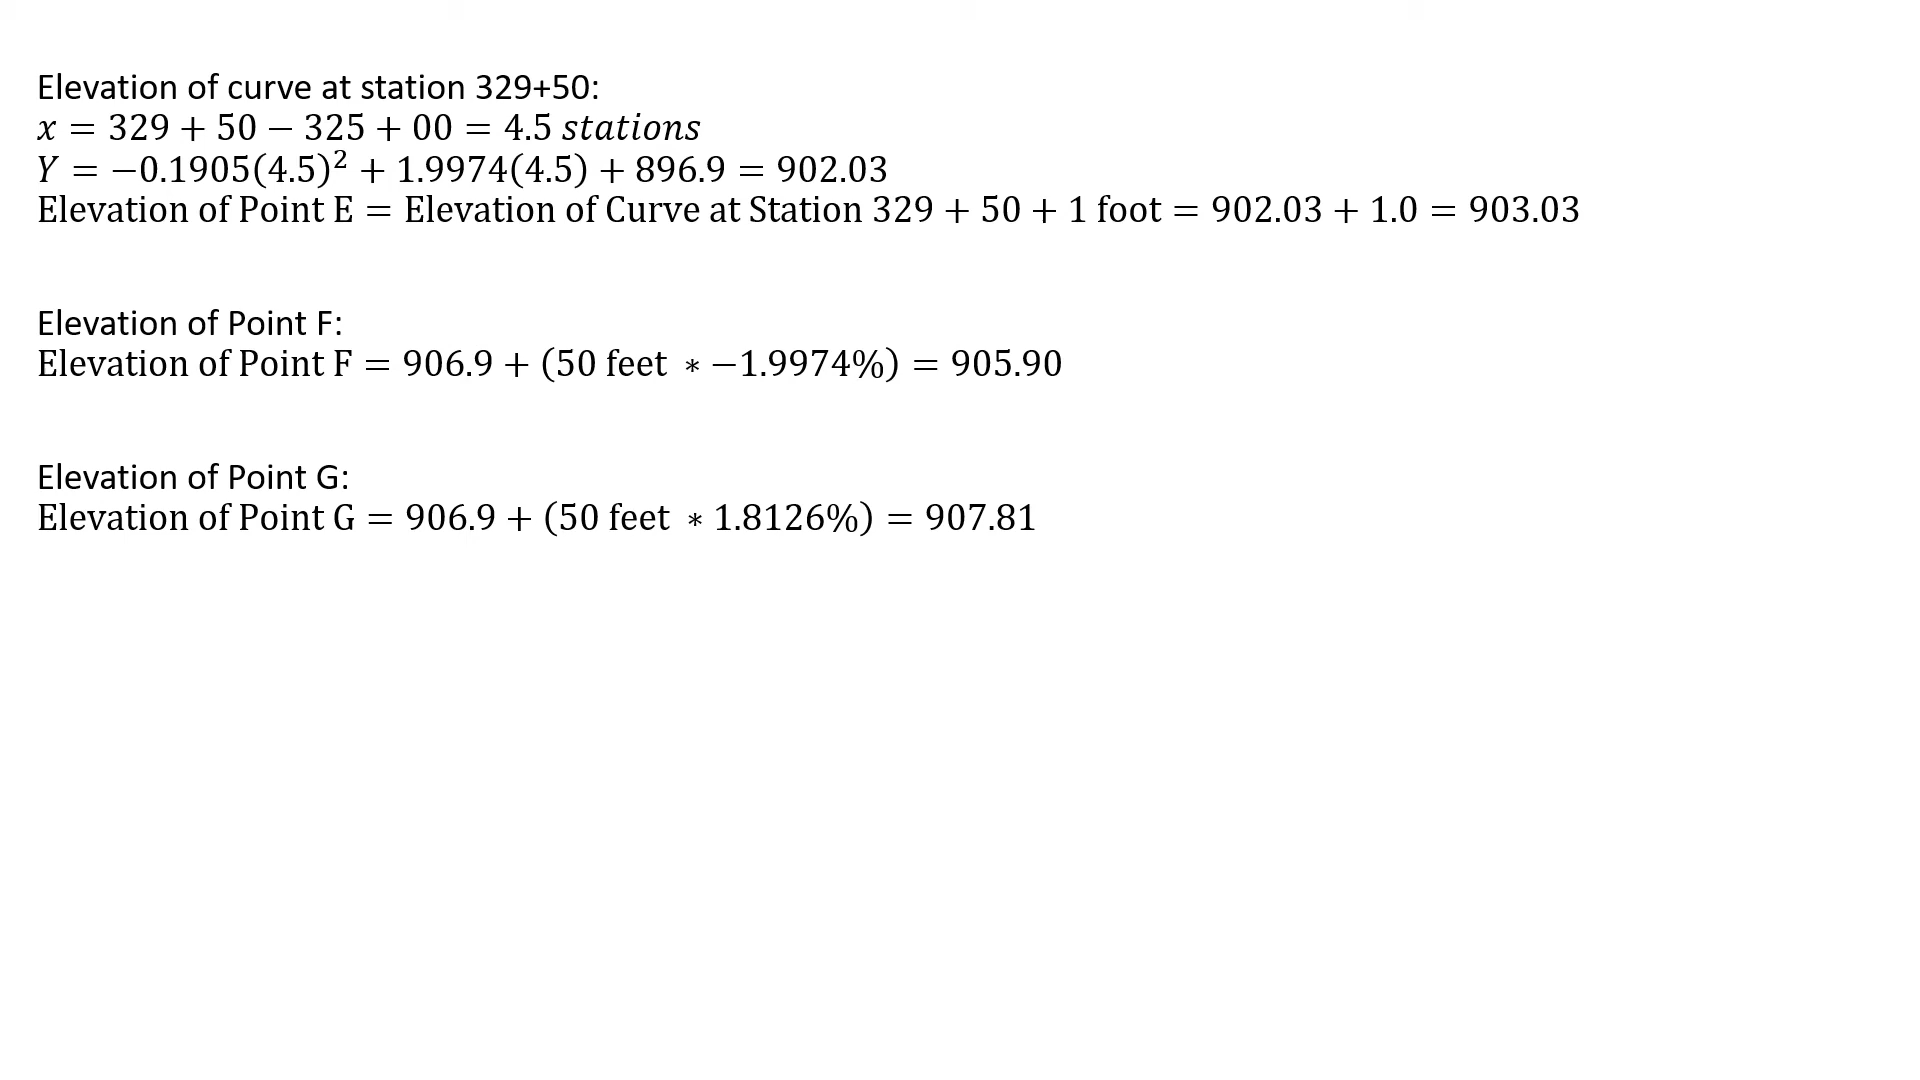 Elevation of curve at station 329+50:
x = 329 + 50 − 325 + 00 = 4.5 stations
Y = −0.1905(4.5)² + 1.9974(4.5) + 896.9 = 902.03
Elevation of Point E = Elevation of Curve at Station 329 + 50 + 1 foot = 902.03 + 1.0 = 903.03
Elevation of Point F:
Elevation of Point F = 906.9 + (50 feet ∗ −1.9974%) = 905.90
Elevation of Point G:
Elevation of Point G = 906.9 + (50 feet ∗ 1.8126%) = 907.81